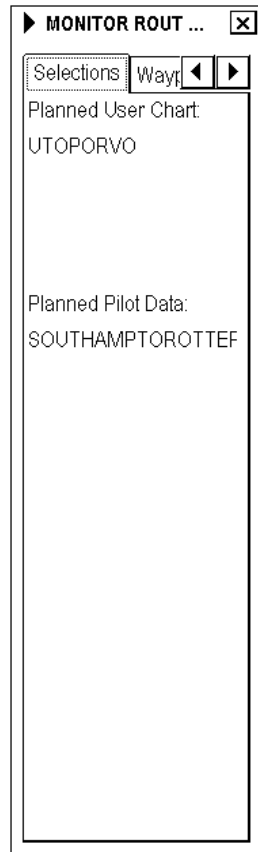 MONITOR ROUT ...
Selections Wayp
Planned User Chart:
UTOPORVO
Planned Pilot Data:
SOUTHAMPTOROTTEF